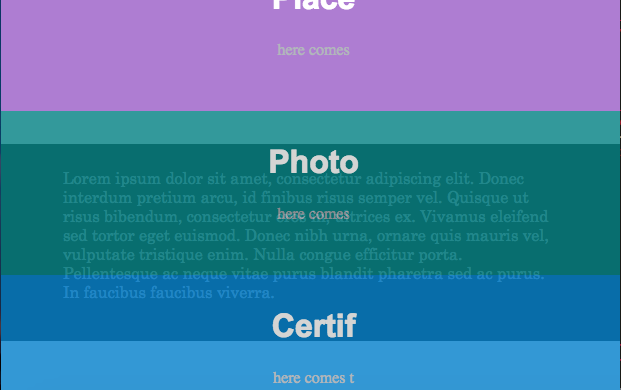 Place
here comes
Photo
Lorem ipsum dolor sit amet, consectetur adipiscing elit. Donec
interdum pretium arcu, id finibus risus semper vel. Quisque ut
risus bibendum, consectetur ultrices ex. Vivamus eleifend
here comes
sed tortor eget euismod. Donec nibh urna, ornare quis mauris vel,
vulputate tristique enim. Nulla congue efficitur porta.
Pellentesque ac neque vitae purus blandit pharetra sed ac purus.
In faucibus faucibus viverra.
Certif
here comes t